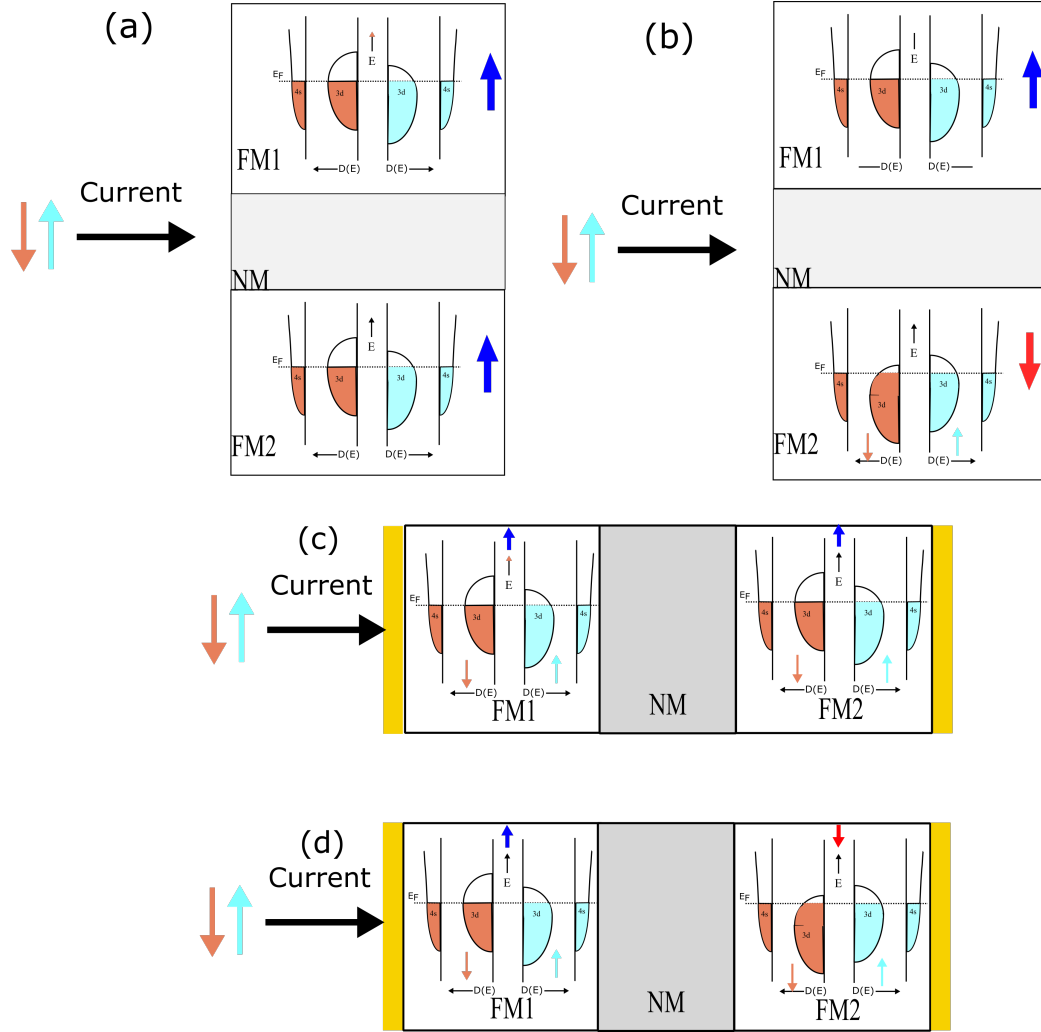 (a)
E
E_F
4s
3d
3d
4s
D(E)
D(E)
FM1
Current
NM
E
E_F
4s
3d
3d
4s
D(E)
D(E)
FM2
(b)
E
E_F
4s
3d
3d
4s
D(E)
D(E)
FM1
Current
NM
E
E_F
4s
3d
3d
4s
D(E)
D(E)
FM2
(c)
Current
E
E_F
4s
3d
3d
4s
D(E)
D(E)
FM1
NM
E
E_F
4s
3d
3d
4s
D(E)
D(E)
FM2
(d)
Current
E
E_F
4s
3d
3d
4s
D(E)
D(E)
FM1
NM
E
E_F
4s
3d
3d
4s
D(E)
D(E)
FM2